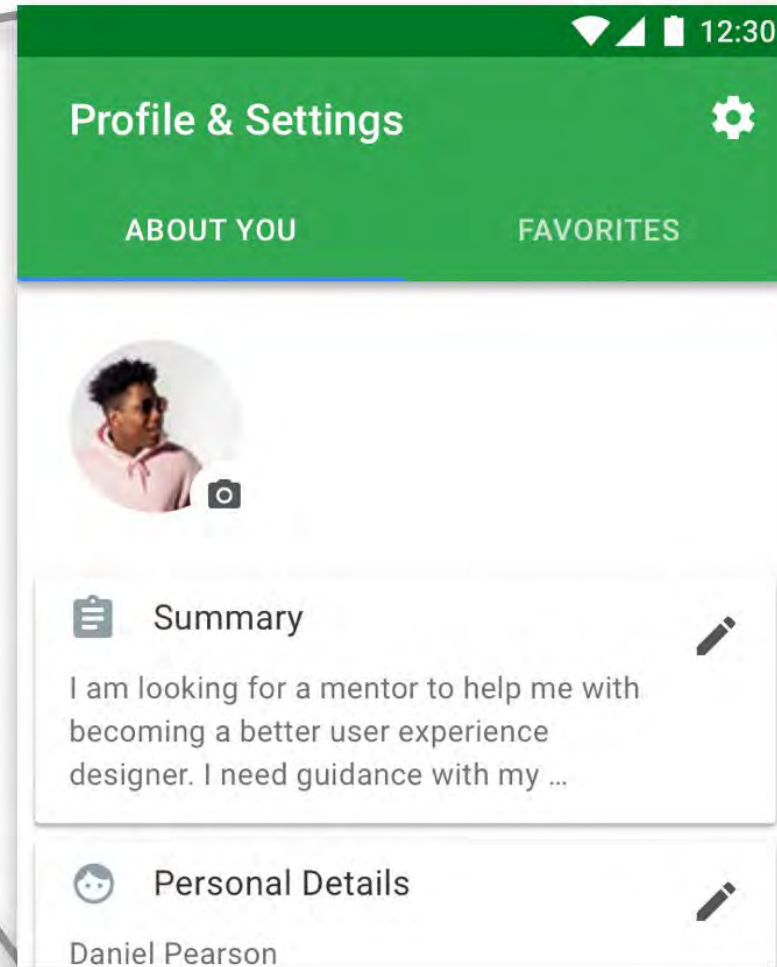 12:30
Profile & Settings
ABOUT YOU
FAVORITES
Summary
I am looking for a mentor to help me with
becoming a better user experience
designer. I need guidance with my ...
Personal Details
Daniel Pearson